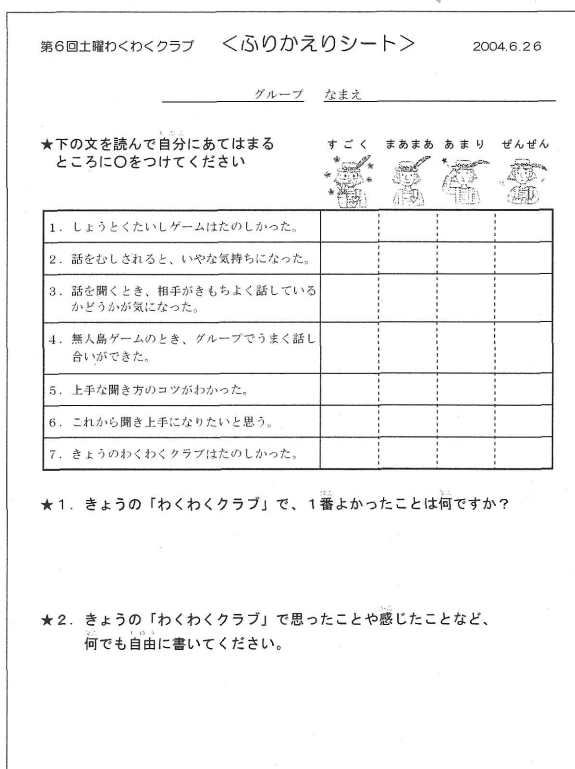 第6回土曜わくわくクラブ　＜ふりかえりシート＞　2004.6.26
グループ　なまえ
★下の文を読んで自分にあてはまる
ところに○をつけてください
すごく　まあまあ　あまり　ぜんぜん
1．しょうとくたいしゲームはたのしかった。
2．話をむしされると、いやな気持ちになった。
3．話を聞くとき、相手がきもちよく話している
かどうかが気になった。
4．無人島ゲームのとき、グループでうまく話し
合いができた。
5．上手な聞き方のコツがわかった。
6．これから聞き上手になりたいと思う。
7．きょうのわくわくクラブはたのしかった。
★1．きょうの「わくわくクラブ」で、1番よかったことは何ですか？
★2．きょうの「わくわくクラブ」で思ったことや感じたことなど、
何でも自由に書いてください。